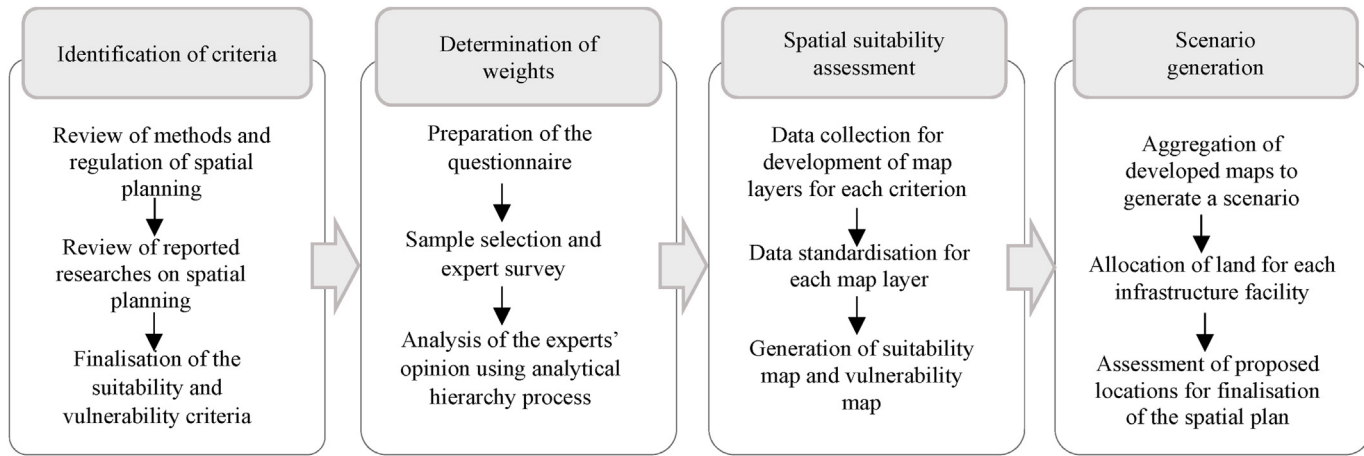 Identification of criteria
Review of methods and
regulation of spatial
planning
Review of reported
researches on spatial
planning
Finalisation of the
suitability and
vulnerability criteria
Determination of
weights
Preparation of the
questionnaire
Sample selection and
expert survey
Analysis of the experts’
opinion using analytical
hierarchy process
Spatial suitability
assessment
Data collection for
development of map
layers for each criterion
Data standardisation for
each map layer
Generation of suitability
map and vulnerability
map
Scenario
generation
Aggregation of
developed maps to
generate a scenario
Allocation of land for each
infrastructure facility
Assessment of proposed
locations for finalisation
of the spatial plan